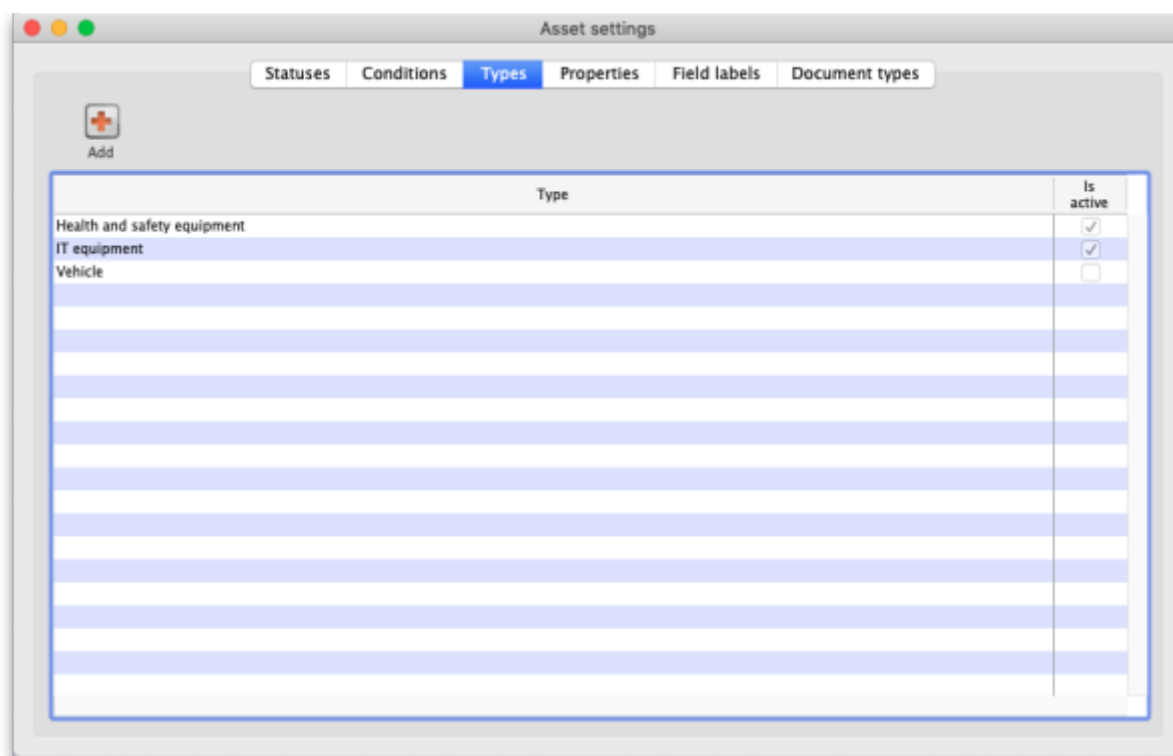 Asset settings
Statuses Conditions Types Properties Field labels Document types
Add
Type
Is
active
Health and safety equipment
IT equipment
Vehicle